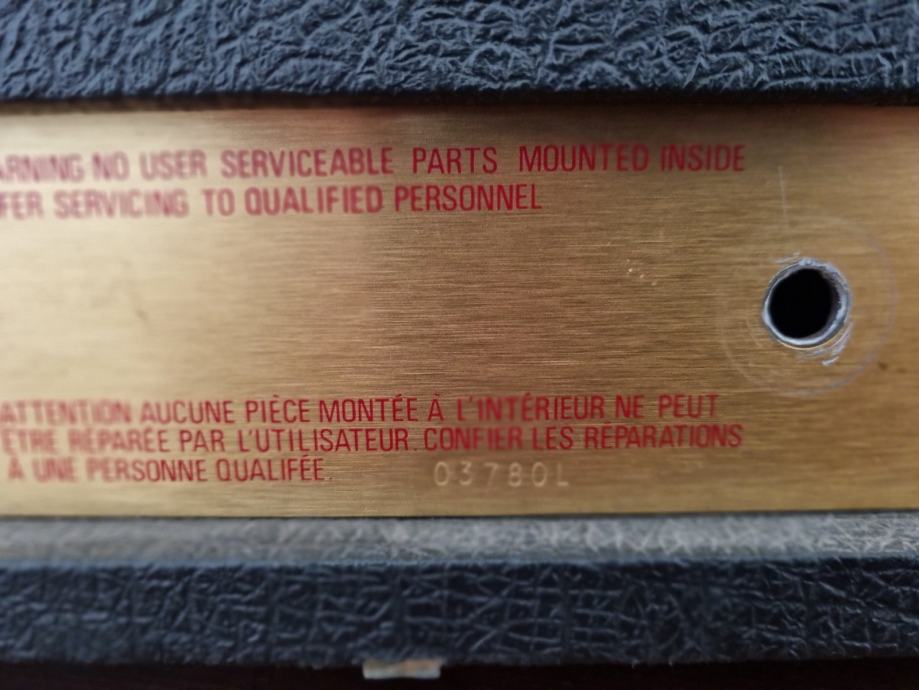 ARNING NO USER SERVICEABLE PARTS MOUNTED INSIDE
FER SERVICING TO QUALIFIED PERSONNEL
ATTENTION AUCUNE PIÈCE MONTÉE À L'INTÉRIEUR NE PEUT
ÊTRE RÉPARÉE PAR L'UTILISATEUR. CONFIER LES RÉPARATIONS
À UNE PERSONNE QUALIFÉE.
03780L